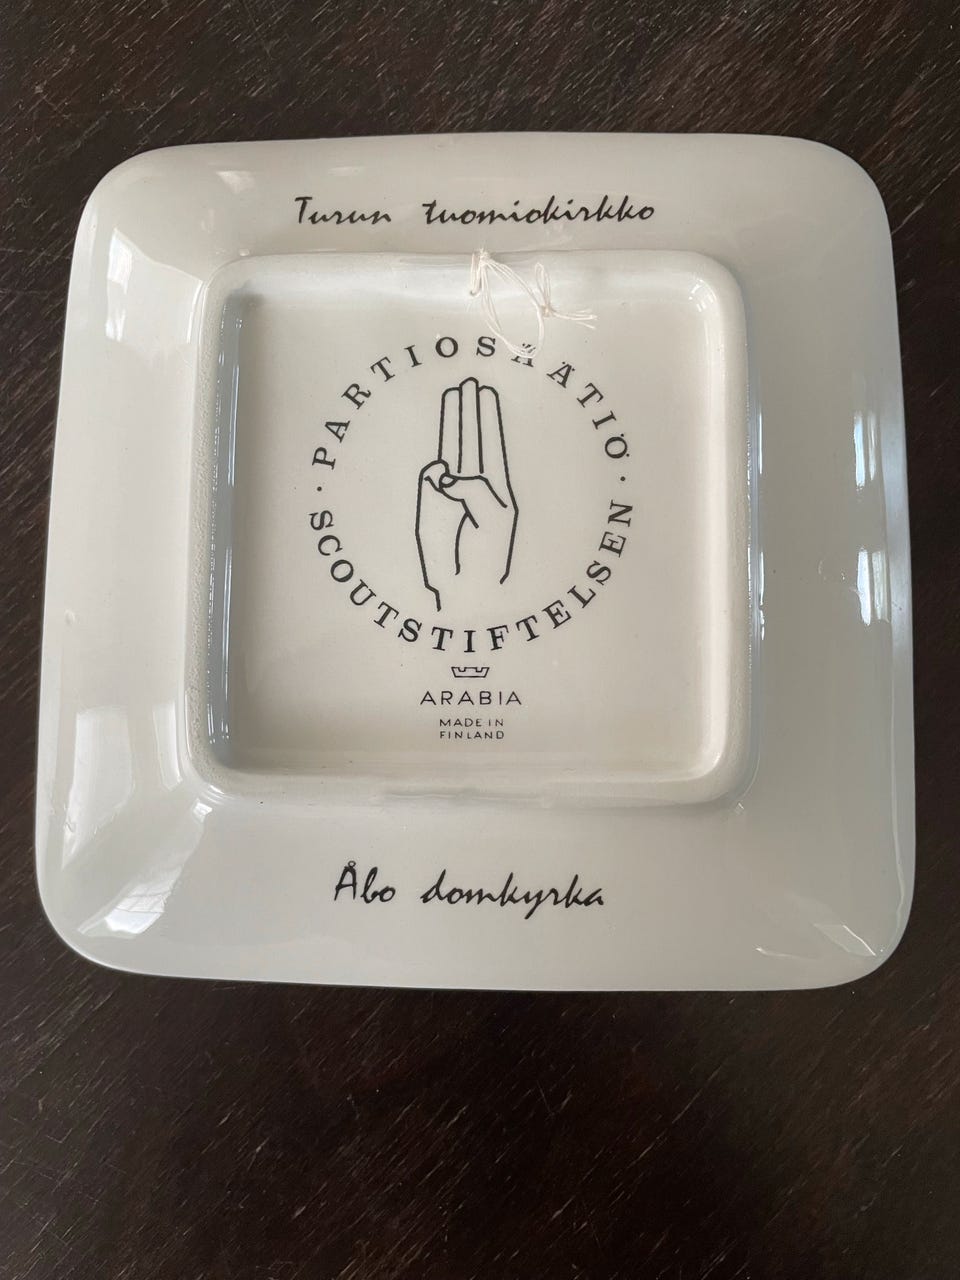 Turun tuomiokirkko
PARTIOSÄÄTIÖ
· SCOUTSTIFTELSEN ·
ARABIA
MADE IN
FINLAND
Åbo domkyrka